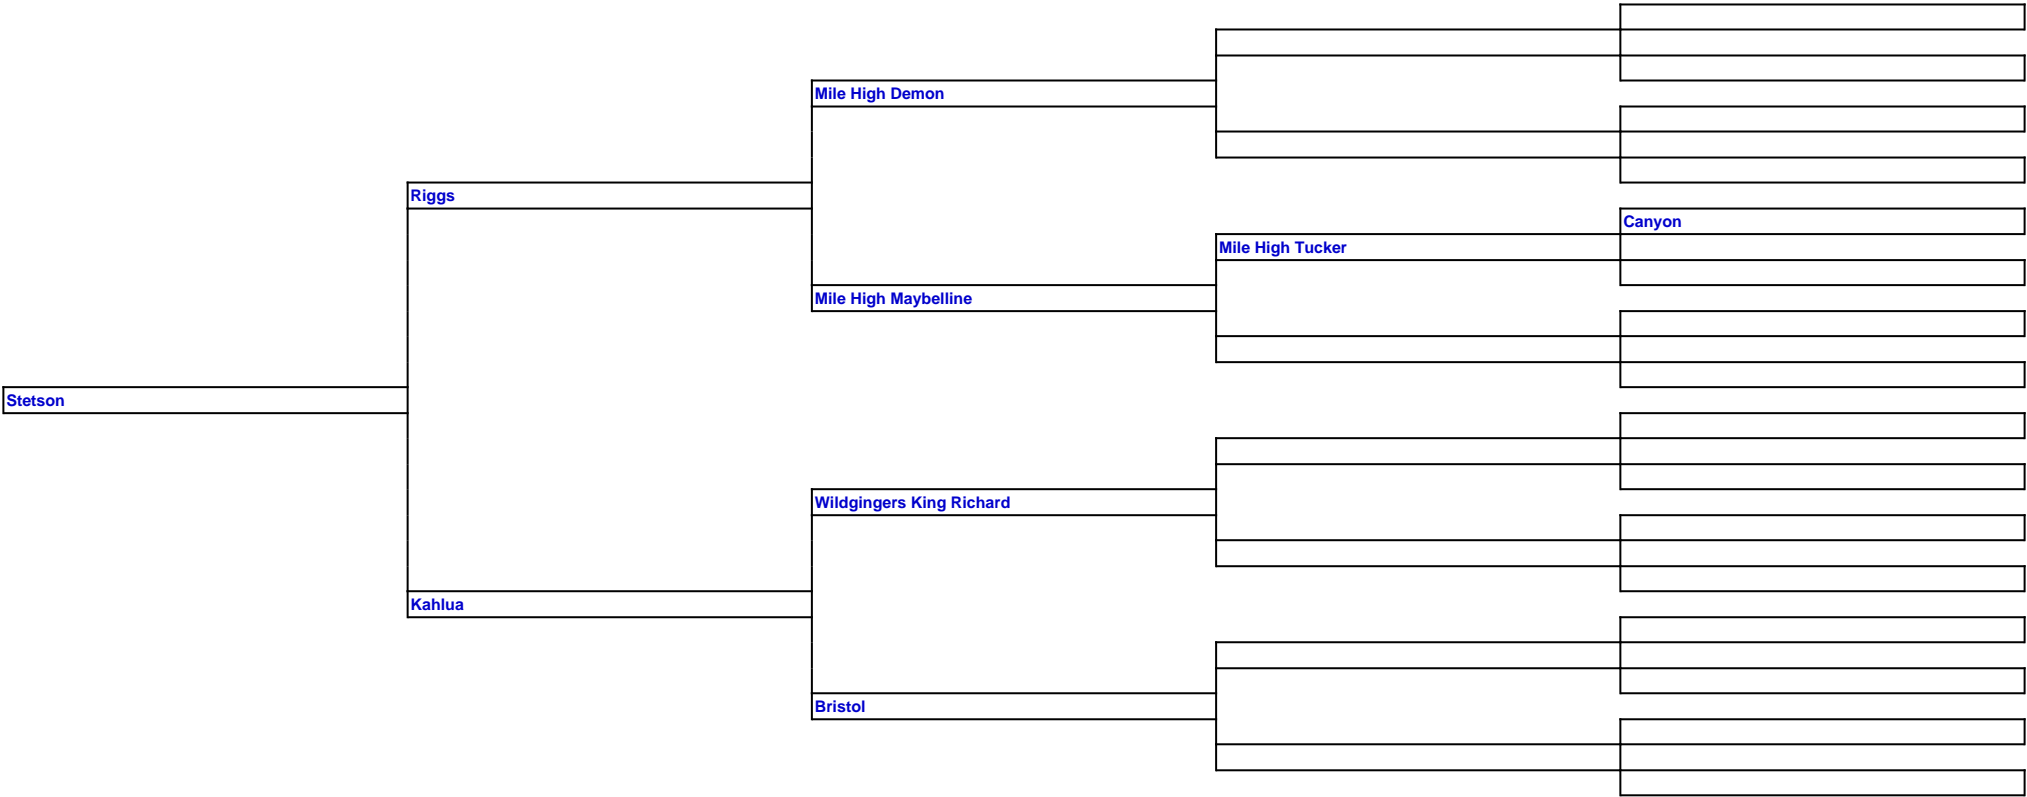 Mile High Demon
Riggs
Canyon
Mile High Tucker
Mile High Maybelline
Stetson
Wildgingers King Richard
Kahlua
Bristol